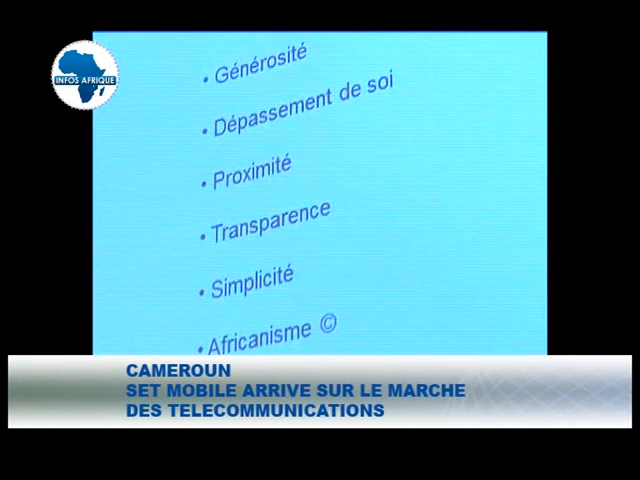 INFOS AFRIQUE
• Générosité
• Dépassement de soi
• Proximité
• Transparence
• Simplicité
• Africanisme ©
CAMEROUN
SET MOBILE ARRIVE SUR LE MARCHE
DES TELECOMMUNICATIONS